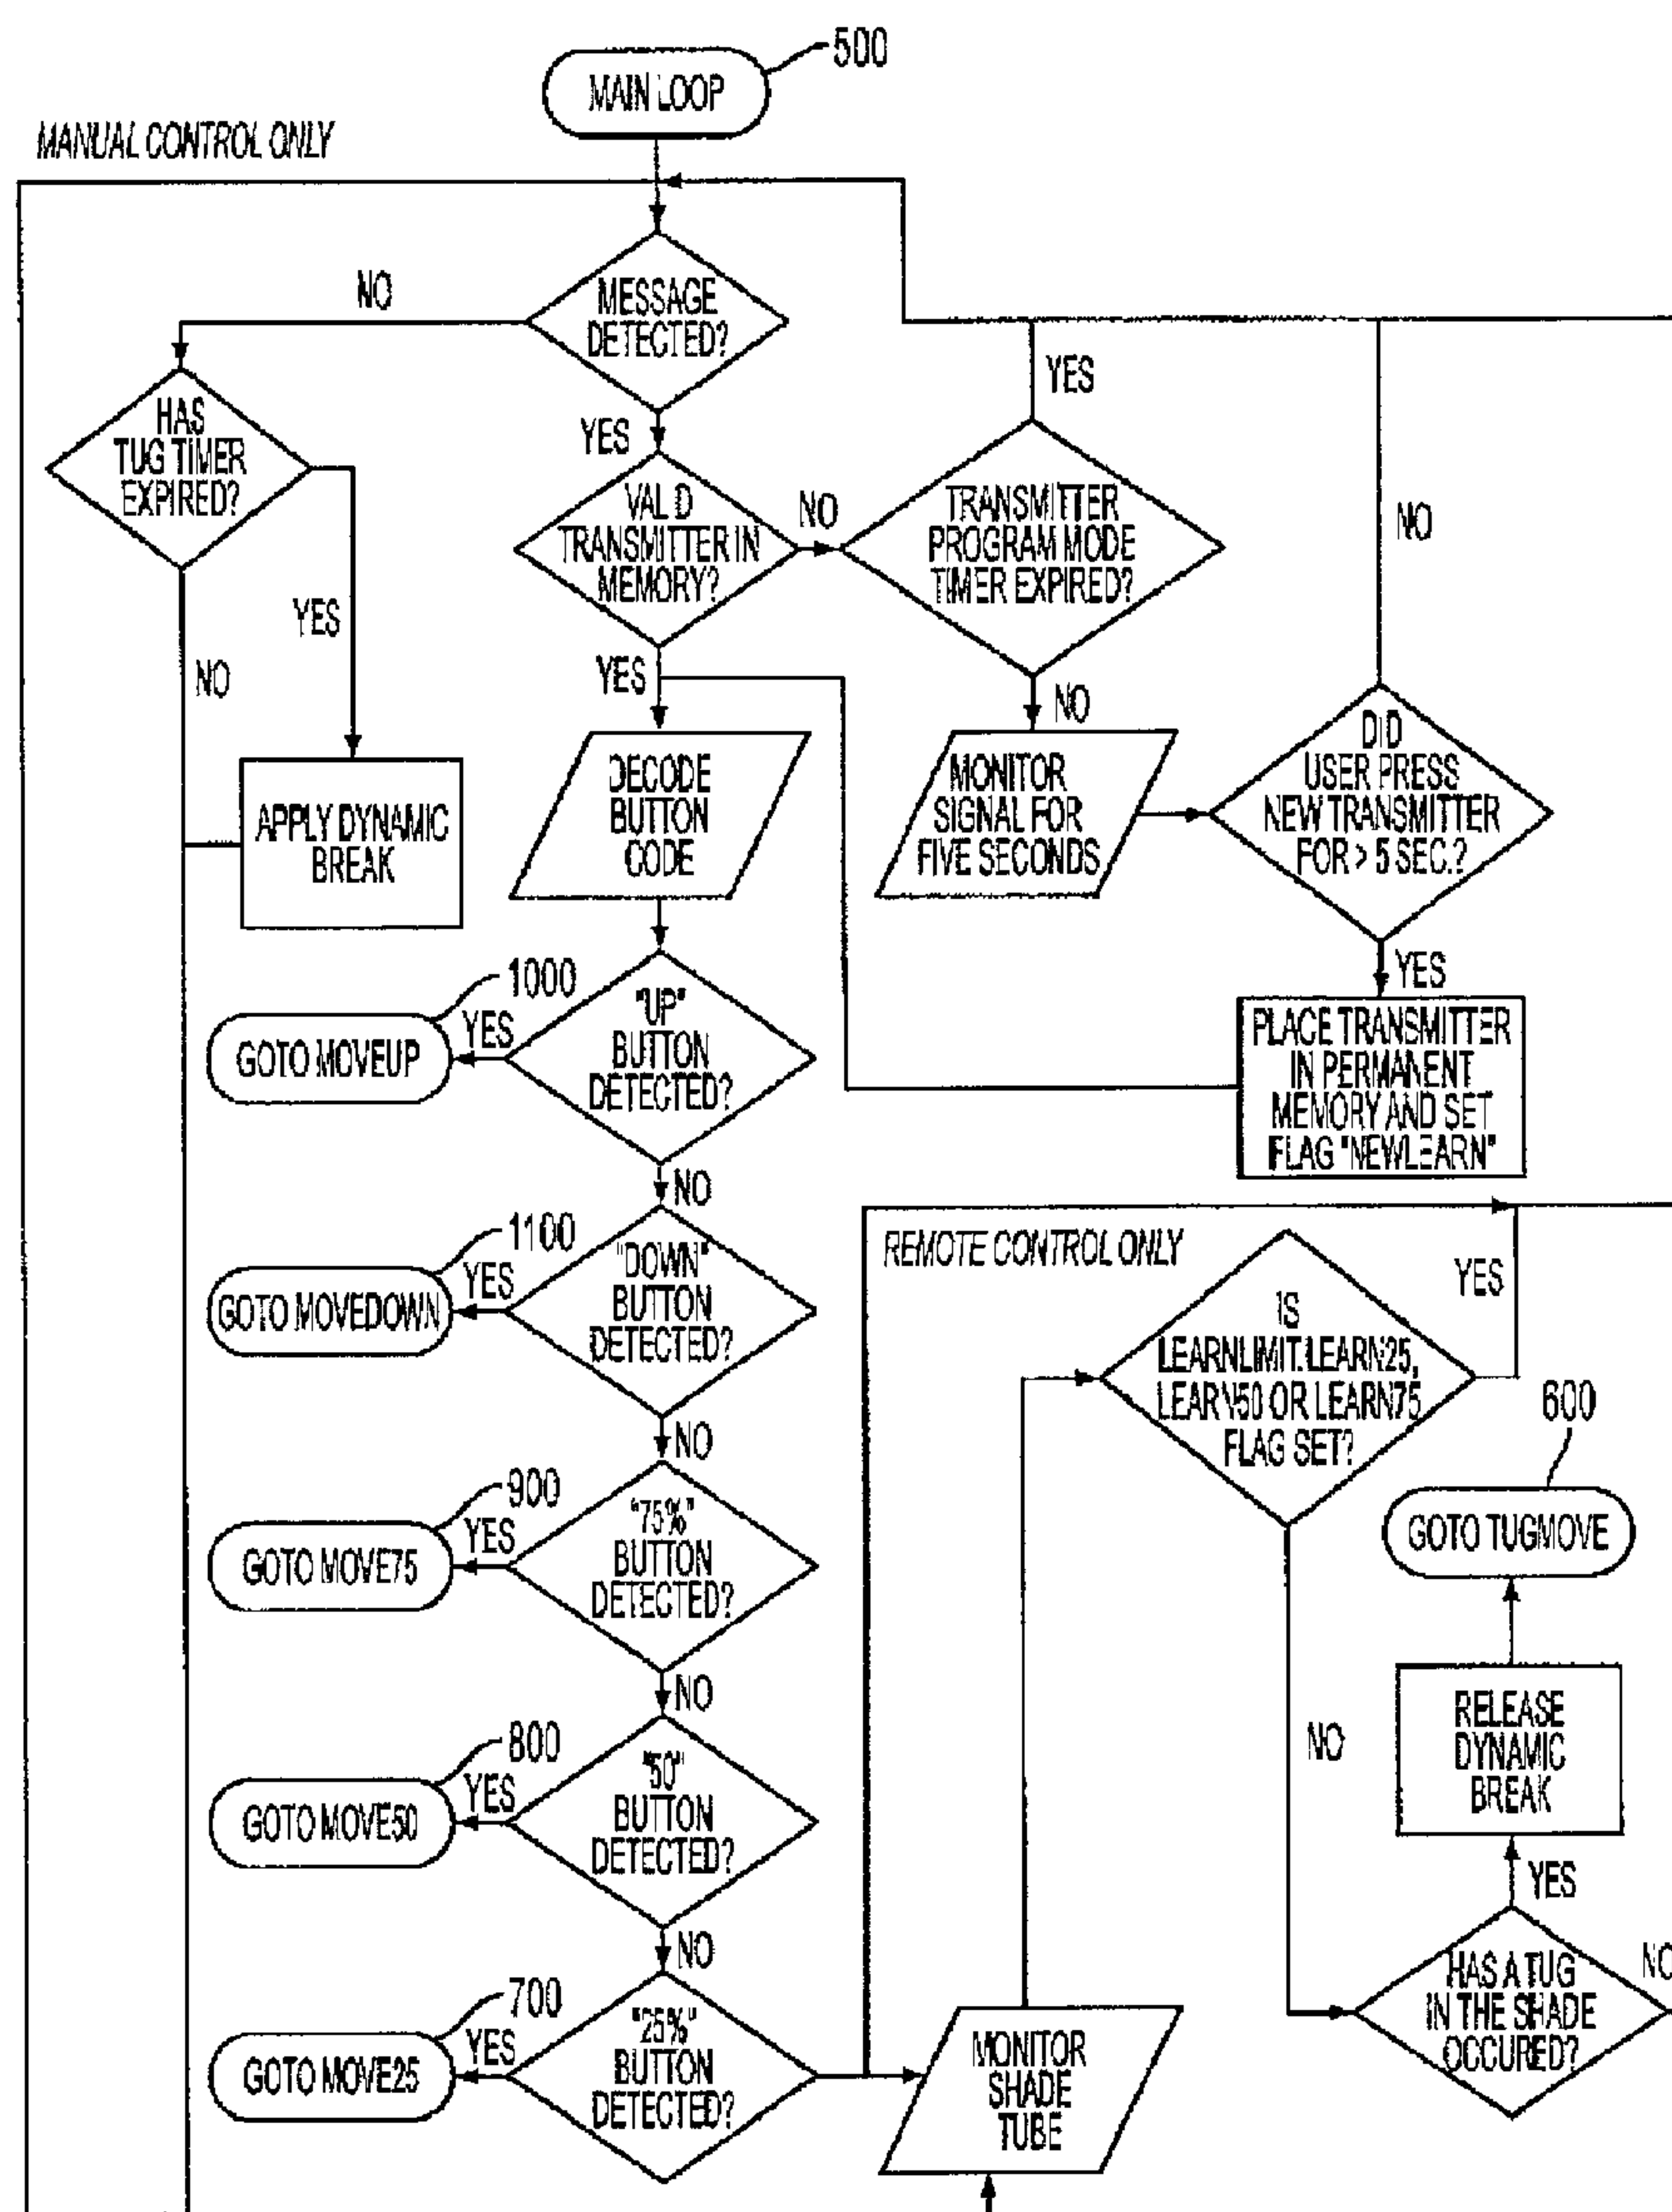 MAIN LOOP
500
MANUAL CONTROL ONLY
NO
MESSAGE
DETECTED?
YES
HAS
TUG TIMER
EXPIRED?
YES
NO
YES
VALID
TRANSMITTER IN
MEMORY?
NO
TRANSMITTER
PROGRAM MODE
TIMER EXPIRED?
NO
YES
NO
APPLY DYNAMIC
BREAK
DECODE
BUTTON
CODE
MONITOR
SIGNAL FOR
FIVE SECONDS
DID
USER PRESS
NEW TRANSMITTER
FOR > 5 SEC.?
YES
PLACE TRANSMITTER
IN PERMANENT
MEMORY AND SET
FLAG "NEWLEARN"
1000
GOTO MOVEUP
YES
"UP"
BUTTON
DETECTED?
NO
1100
GOTO MOVEDOWN
YES
"DOWN"
BUTTON
DETECTED?
NO
REMOTE CONTROL ONLY
IS
LEARNLIMIT.LEARN25,
LEARN50 OR LEARN75
FLAG SET?
YES
600
GOTO TUGMOVE
900
GOTO MOVE75
YES
"75%"
BUTTON
DETECTED?
NO
NO
RELEASE
DYNAMIC
BREAK
YES
800
GOTO MOVE50
YES
"50"
BUTTON
DETECTED?
NO
HAS A TUG
IN THE SHADE
OCCURED?
NO
700
GOTO MOVE25
YES
"25%"
BUTTON
DETECTED?
MONITOR
SHADE
TUBE